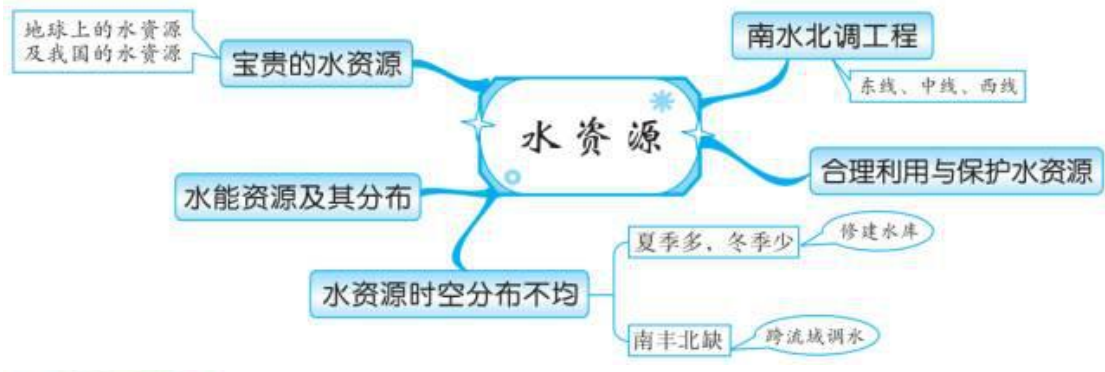 地球上的水资源
及我国的水资源
宝贵的水资源
南水北调工程
东线、中线、西线
水资源
合理利用与保护水资源
水能资源及其分布
夏季多，冬季少
修建水库
水资源时空分布不均
南丰北缺
跨流域调水